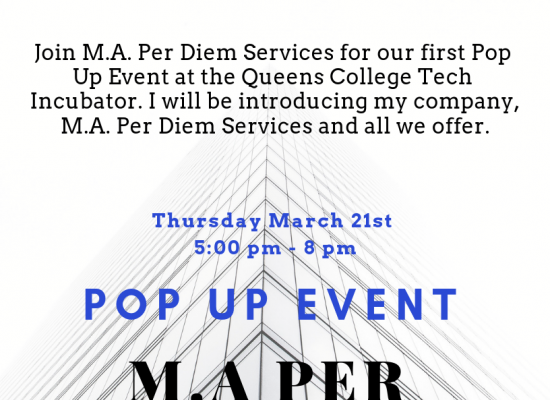 Join M.A. Per Diem Services for our first Pop
Up Event at the Queens College Tech
Incubator. I will be introducing my company,
M.A. Per Diem Services and all we offer.
Thursday March 21st
5:00 pm - 8 pm
POP UP EVENT
M.A PER